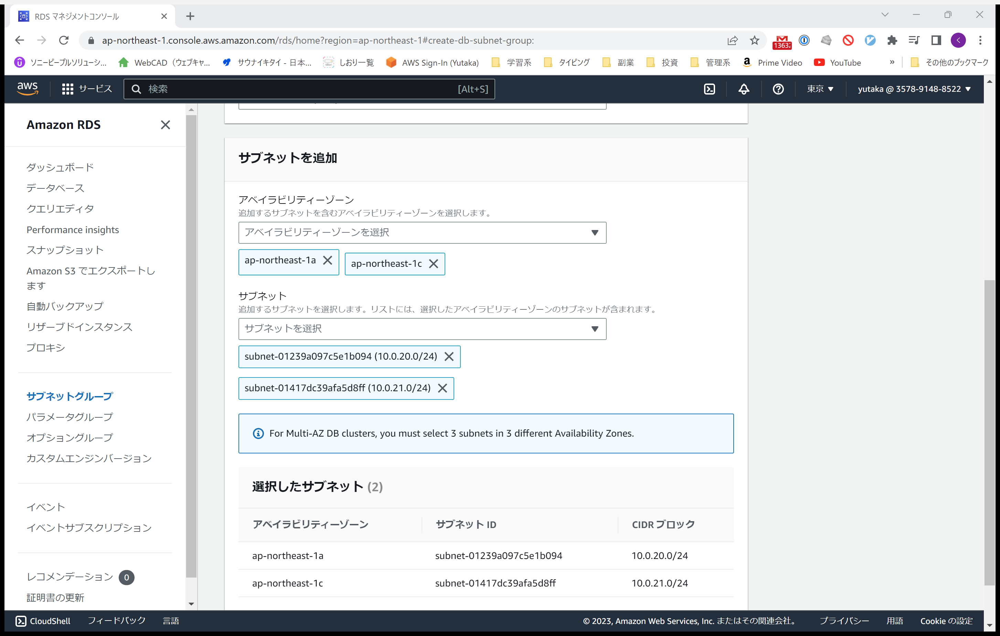 RDS マネジメントコンソール
ap-northeast-1.console.aws.amazon.com/rds/home?region=ap-northeast-1#create-db-subnet-group:
ソニーピープルソリューシ...
WebCAD（ウェブキャ...
サウナイキタイ - 日本...
しおり一覧
AWS Sign-In (Yutaka)
学習系
タイピング
副業
投資
管理系
Prime Video
YouTube
»
その他のブックマーク
aws
サービス
検索
[Alt+S]
東京
yutaka @ 3578-9148-8522
Amazon RDS
ダッシュボード
データベース
クエリエディタ
Performance insights
スナップショット
Amazon S3 でエクスポートし
ます
自動バックアップ
リザーブドインスタンス
プロキシ
サブネットグループ
パラメータグループ
オプショングループ
カスタムエンジンバージョン
イベント
イベントサブスクリプション
レコメンデーション 0
証明書の更新
サブネットを追加
アベイラビリティーゾーン
追加するサブネットを含むアベイラビリティーゾーンを選択します。
アベイラビリティーゾーンを選択
ap-northeast-1a
ap-northeast-1c
サブネット
追加するサブネットを選択します。リストには、選択したアベイラビリティーゾーンのサブネットが含まれます。
サブネットを選択
subnet-01239a097c5e1b094 (10.0.20.0/24)
subnet-01417dc39afa5d8ff (10.0.21.0/24)
For Multi-AZ DB clusters, you must select 3 subnets in 3 different Availability Zones.
選択したサブネット (2)
アベイラビリティーゾーン
サブネット ID
CIDR ブロック
ap-northeast-1a
subnet-01239a097c5e1b094
10.0.20.0/24
ap-northeast-1c
subnet-01417dc39afa5d8ff
10.0.21.0/24
CloudShell
フィードバック
言語
© 2023, Amazon Web Services, Inc. またはその関連会社。
プライバシー
用語
Cookie の設定